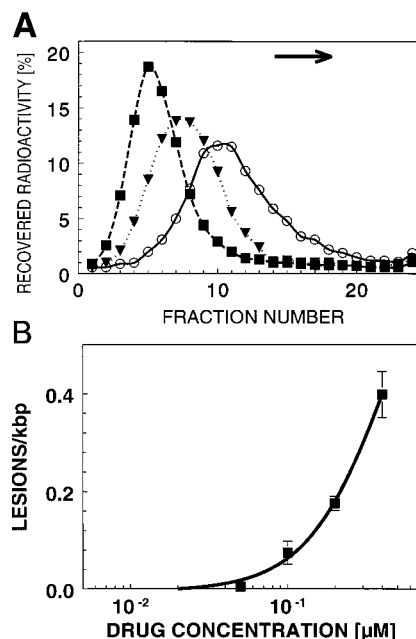 A
RECOVERED RADIOACTIVITY [%]
20
15
10
5
0
0 10 20
FRACTION NUMBER
B
LESIONS/kbp
0.4
0.2
0.0
10⁻² 10⁻¹
DRUG CONCENTRATION [µM]